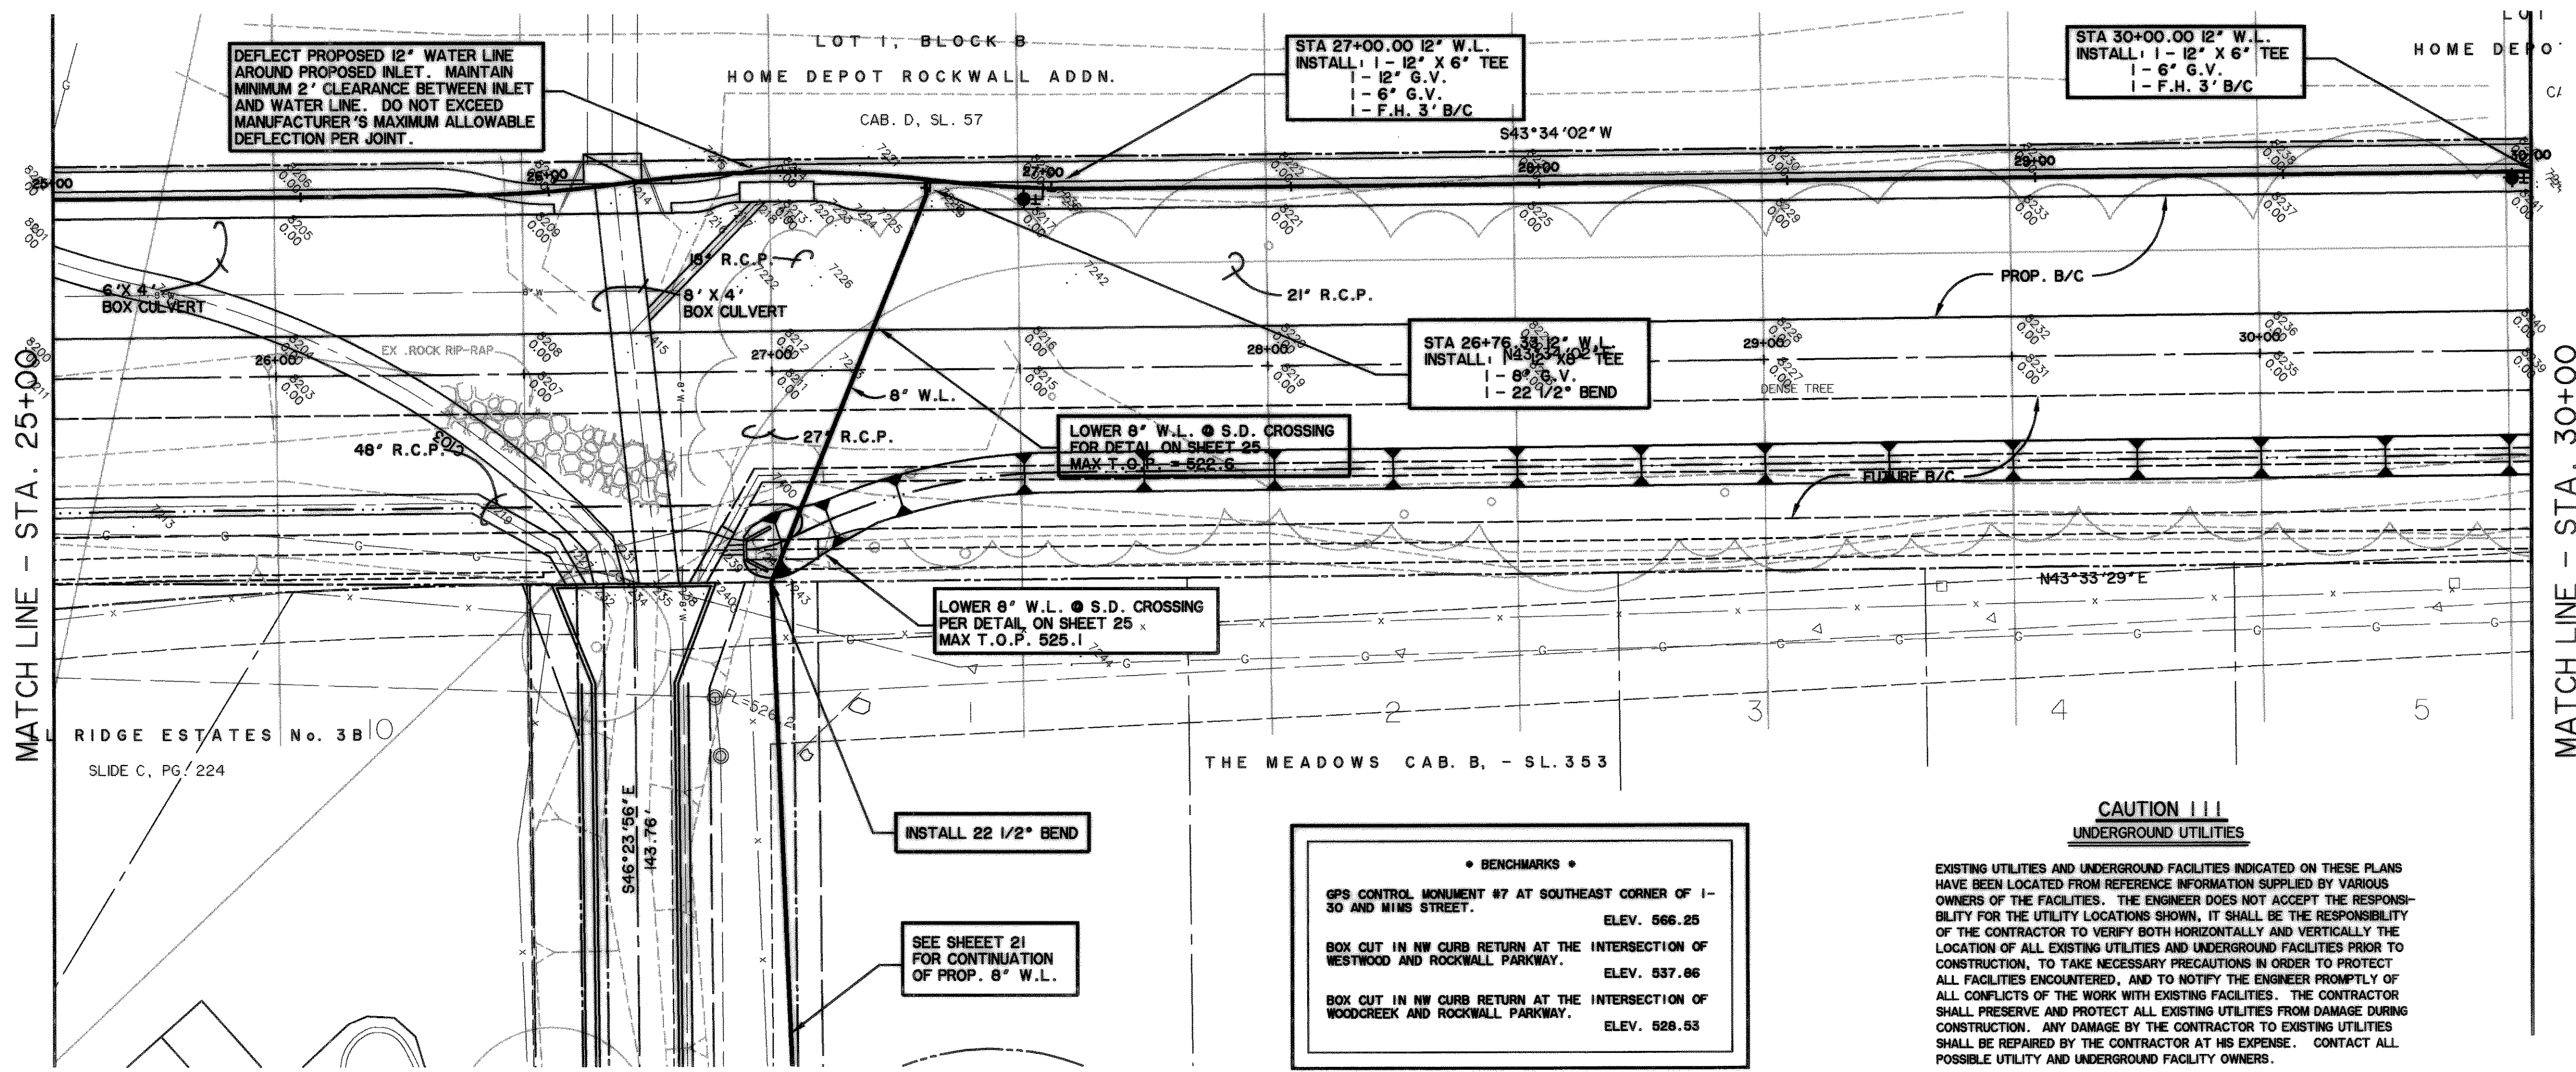 LOT 1, BLOCK B
HOME DEPOT ROCKWALL ADDN.
CAB. D, SL. 57
DEFLECT PROPOSED 12" WATER LINE
AROUND PROPOSED INLET. MAINTAIN
MINIMUM 2' CLEARANCE BETWEEN INLET
AND WATER LINE. DO NOT EXCEED
MANUFACTURER'S MAXIMUM ALLOWABLE
DEFLECTION PER JOINT.
STA 27+00.00 12" W.L.
INSTALL: 1 - 12" X 6" TEE
1 - 12" G.V.
1 - 6" G.V.
1 - F.H. 3' B/C
STA 30+00.00 12" W.L.
INSTALL: 1 - 12" X 6" TEE
1 - 6" G.V.
1 - F.H. 3' B/C
HOME DEPO
S43°34'02"W
25+00
26+00
27+00
28+00
29+00
30+00
6'X 4'
BOX CULVERT
18" R.C.P.
8' X 4'
BOX CULVERT
21" R.C.P.
PROP. B/C
EX .ROCK RIP-RAP
26+00
27+00
28+00
29+00
30+00
STA 26+76.33 12" W.L.
N43°34'02"E
INSTALL: 1 - 12" X8" TEE
1 - 8" G.V.
1 - 22 1/2° BEND
DENSE TREE
8" W.L.
27" R.C.P.
48" R.C.P.
LOWER 8" W.L. @ S.D. CROSSING
FOR DETAL ON SHEET 25
MAX T.O.P. = 522.6
FUTURE B/C
N43°33'29"E
LOWER 8" W.L. @ S.D. CROSSING
PER DETAIL ON SHEET 25
MAX T.O.P. 525.1
FL=526.2
1
2
3
4
5
10
RIDGE ESTATES No. 3B
SLIDE C, PG. 224
THE MEADOWS CAB. B, - SL.353
S46°23'56"E
143.76'
INSTALL 22 1/2° BEND
SEE SHEEET 21
FOR CONTINUATION
OF PROP. 8" W.L.
* BENCHMARKS *
GPS CONTROL MONUMENT #7 AT SOUTHEAST CORNER OF I-
30 AND MIMS STREET.
ELEV. 566.25
BOX CUT IN NW CURB RETURN AT THE INTERSECTION OF
WESTWOOD AND ROCKWALL PARKWAY.
ELEV. 537.86
BOX CUT IN NW CURB RETURN AT THE INTERSECTION OF
WOODCREEK AND ROCKWALL PARKWAY.
ELEV. 528.53
CAUTION !!!
UNDERGROUND UTILITIES
EXISTING UTILITIES AND UNDERGROUND FACILITIES INDICATED ON THESE PLANS
HAVE BEEN LOCATED FROM REFERENCE INFORMATION SUPPLIED BY VARIOUS
OWNERS OF THE FACILITIES. THE ENGINEER DOES NOT ACCEPT THE RESPONSI-
BILITY FOR THE UTILITY LOCATIONS SHOWN, IT SHALL BE THE RESPONSIBILITY
OF THE CONTRACTOR TO VERIFY BOTH HORIZONTALLY AND VERTICALLY THE
LOCATION OF ALL EXISTING UTILITIES AND UNDERGROUND FACILITIES PRIOR TO
CONSTRUCTION, TO TAKE NECESSARY PRECAUTIONS IN ORDER TO PROTECT
ALL FACILITIES ENCOUNTERED, AND TO NOTIFY THE ENGINEER PROMPTLY OF
ALL CONFLICTS OF THE WORK WITH EXISTING FACILITIES. THE CONTRACTOR
SHALL PRESERVE AND PROTECT ALL EXISTING UTILITIES FROM DAMAGE DURING
CONSTRUCTION. ANY DAMAGE BY THE CONTRACTOR TO EXISTING UTILITIES
SHALL BE REPAIRED BY THE CONTRACTOR AT HIS EXPENSE. CONTACT ALL
POSSIBLE UTILITY AND UNDERGROUND FACILITY OWNERS.
MATCH LINE - STA. 25+00
MATCH LINE - STA. 30+00